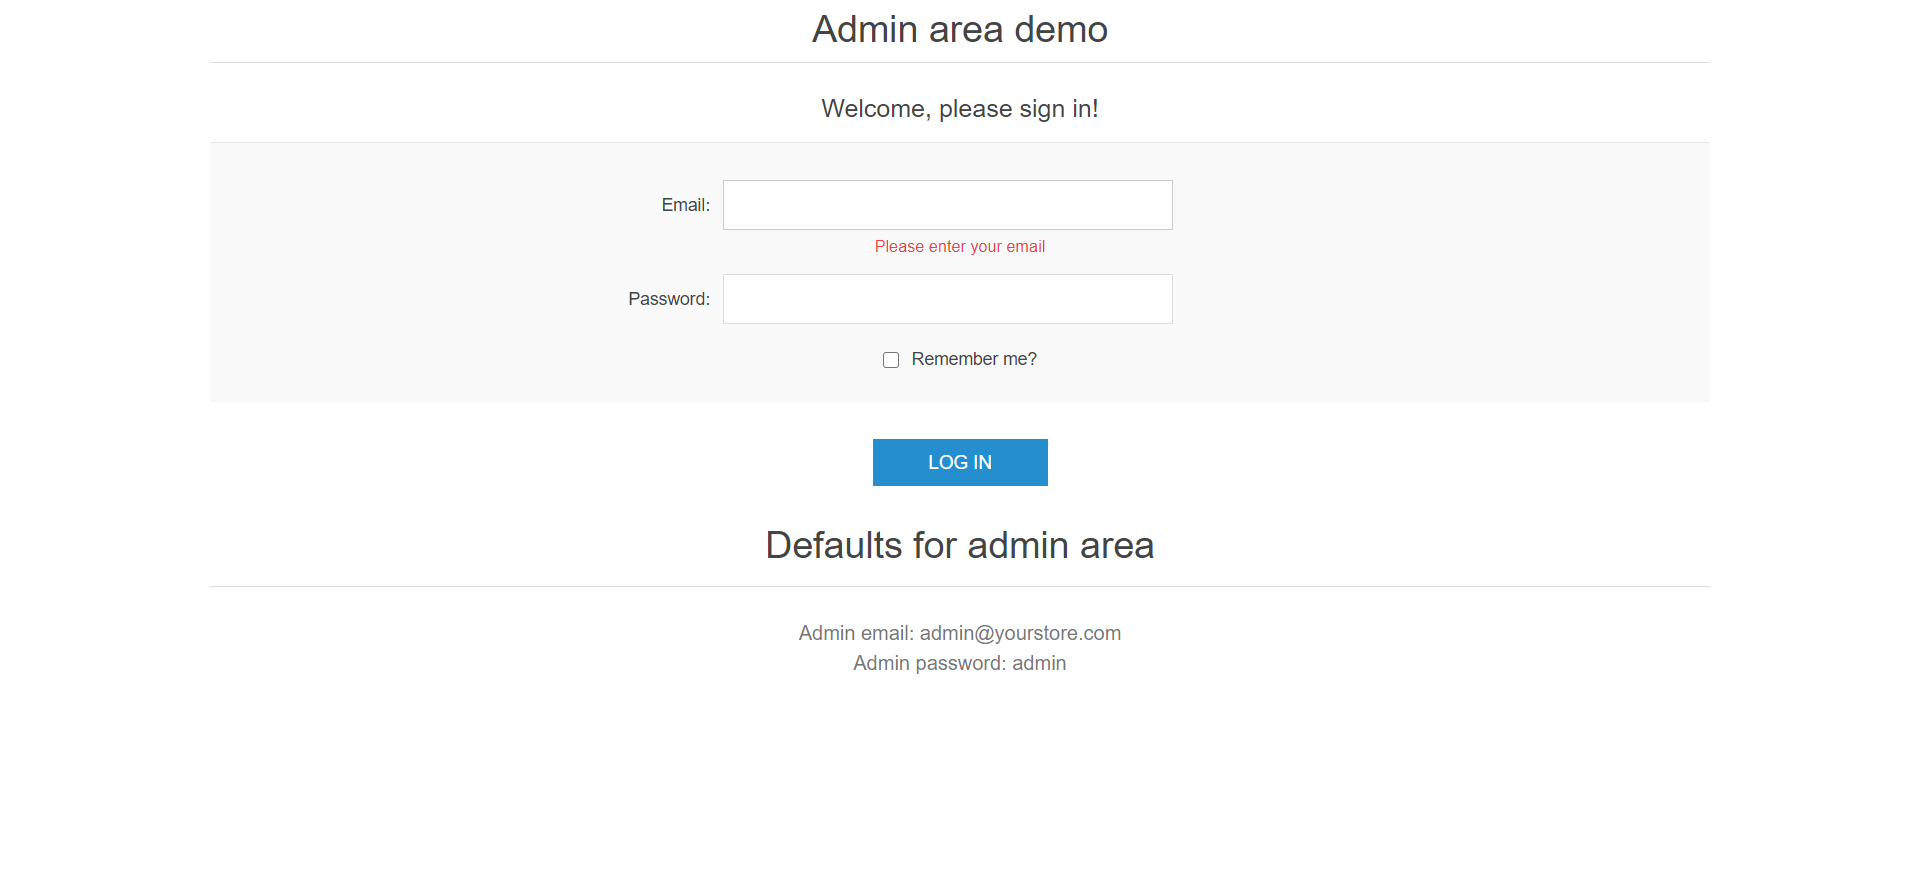 Admin area demo
Welcome, please sign in!
Email:
Please enter your email
Password:
Remember me?
LOG IN
Defaults for admin area
Admin email: admin@yourstore.com
Admin password: admin